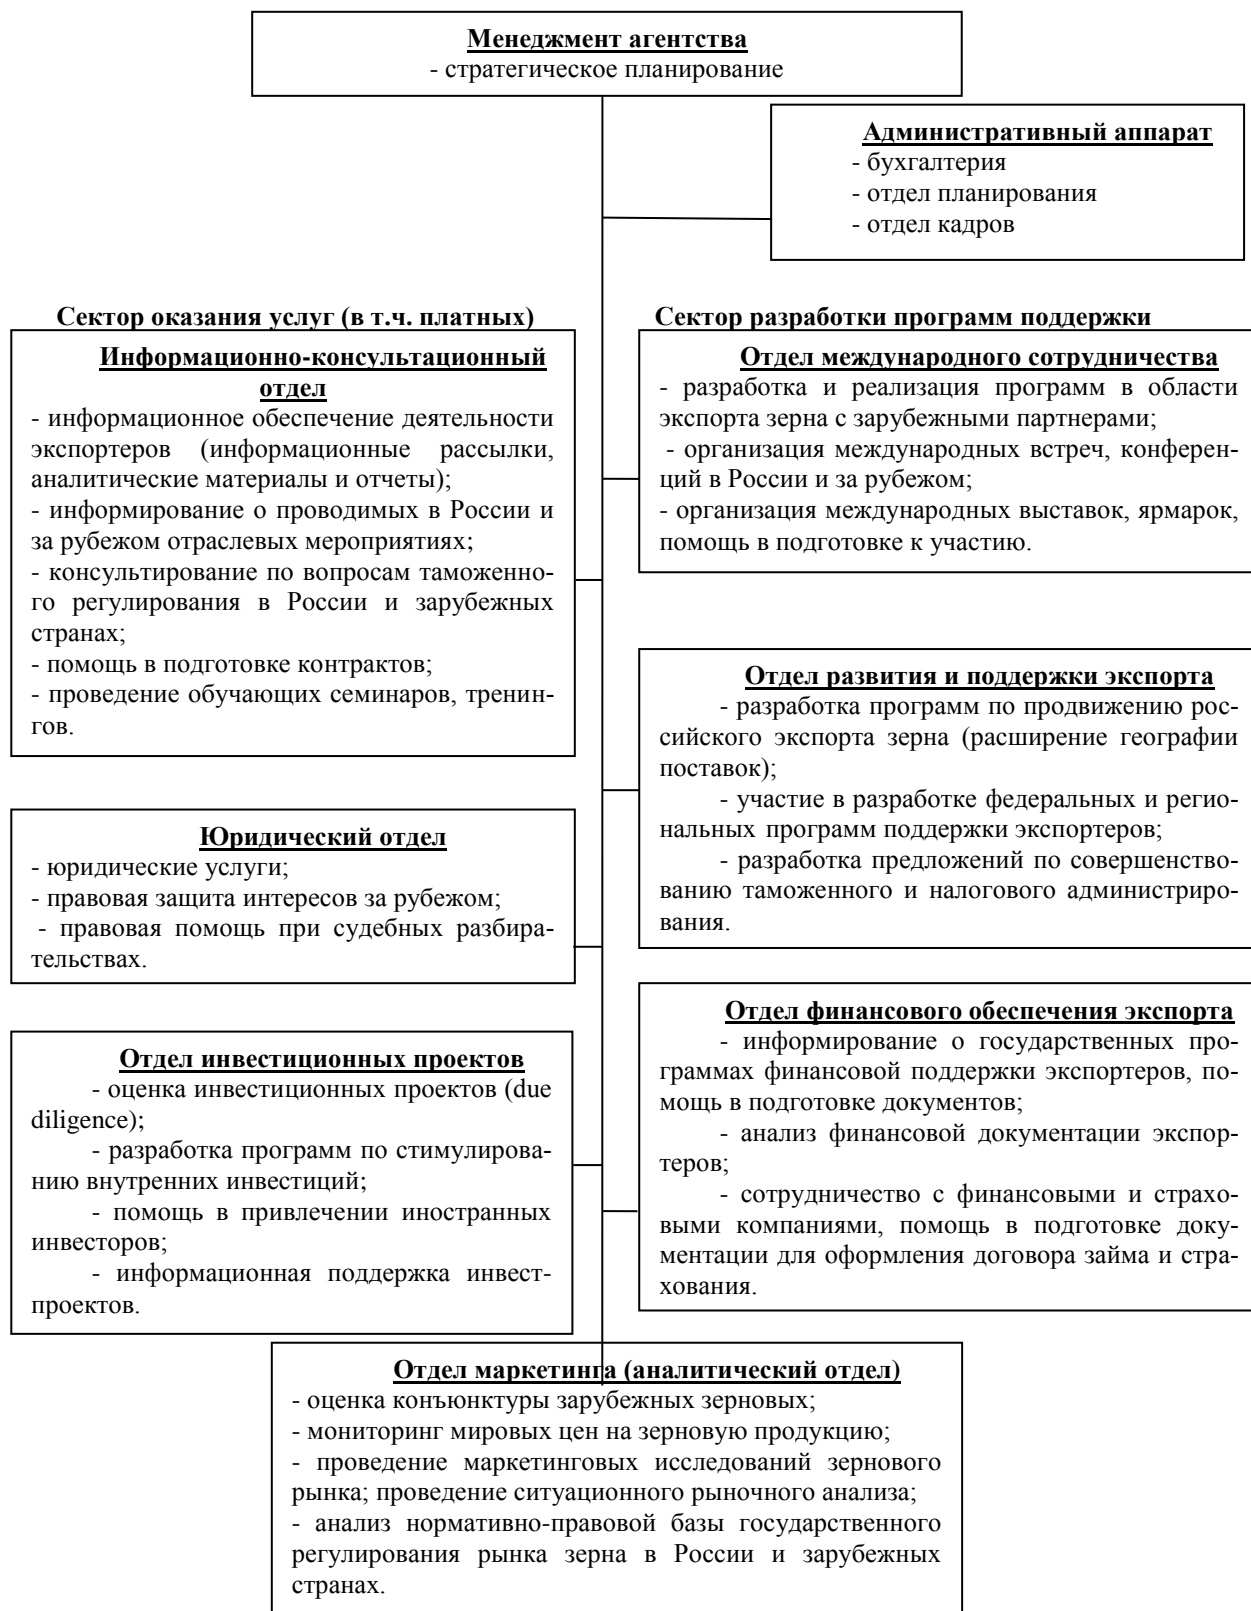 Менеджмент агентства
- стратегическое планирование
Административный аппарат
- бухгалтерия
- отдел планирования
- отдел кадров
Сектор оказания услуг (в т.ч. платных)
Информационно-консультационный
отдел
- информационное обеспечение деятельности
экспортеров (информационные рассылки,
аналитические материалы и отчеты);
- информирование о проводимых в России и
за рубежом отраслевых мероприятиях;
- консультирование по вопросам таможенно-
го регулирования в России и зарубежных
странах;
- помощь в подготовке контрактов;
- проведение обучающих семинаров, тренин-
гов.
Юридический отдел
- юридические услуги;
- правовая защита интересов за рубежом;
- правовая помощь при судебных разбира-
тельствах.
Отдел инвестиционных проектов
- оценка инвестиционных проектов (due
diligence);
- разработка программ по стимулирова-
нию внутренних инвестиций;
- помощь в привлечении иностранных
инвесторов;
- информационная поддержка инвест-
проектов.
Сектор разработки программ поддержки
Отдел международного сотрудничества
- разработка и реализация программ в области
экспорта зерна с зарубежными партнерами;
- организация международных встреч, конферен-
ций в России и за рубежом;
- организация международных выставок, ярмарок,
помощь в подготовке к участию.
Отдел развития и поддержки экспорта
- разработка программ по продвижению рос-
сийского экспорта зерна (расширение географии
поставок);
- участие в разработке федеральных и реги-
ональных программ поддержки экспортеров;
- разработка предложений по совершенство-
ванию таможенного и налогового администриро-
вания.
Отдел финансового обеспечения экспорта
- информирование о государственных про-
граммах финансовой поддержки экспортеров, по-
мощь в подготовке документов;
- анализ финансовой документации экспор-
теров;
- сотрудничество с финансовыми и страхо-
выми компаниями, помощь в подготовке доку-
ментации для оформления договора займа и стра-
хования.
Отдел маркетинга (аналитический отдел)
- оценка конъюнктуры зарубежных зерновых;
- мониторинг мировых цен на зерновую продукцию;
- проведение маркетинговых исследований зернового
рынка; проведение ситуационного рыночного анализа;
- анализ нормативно-правовой базы государственного
регулирования рынка зерна в России и зарубежных
странах.